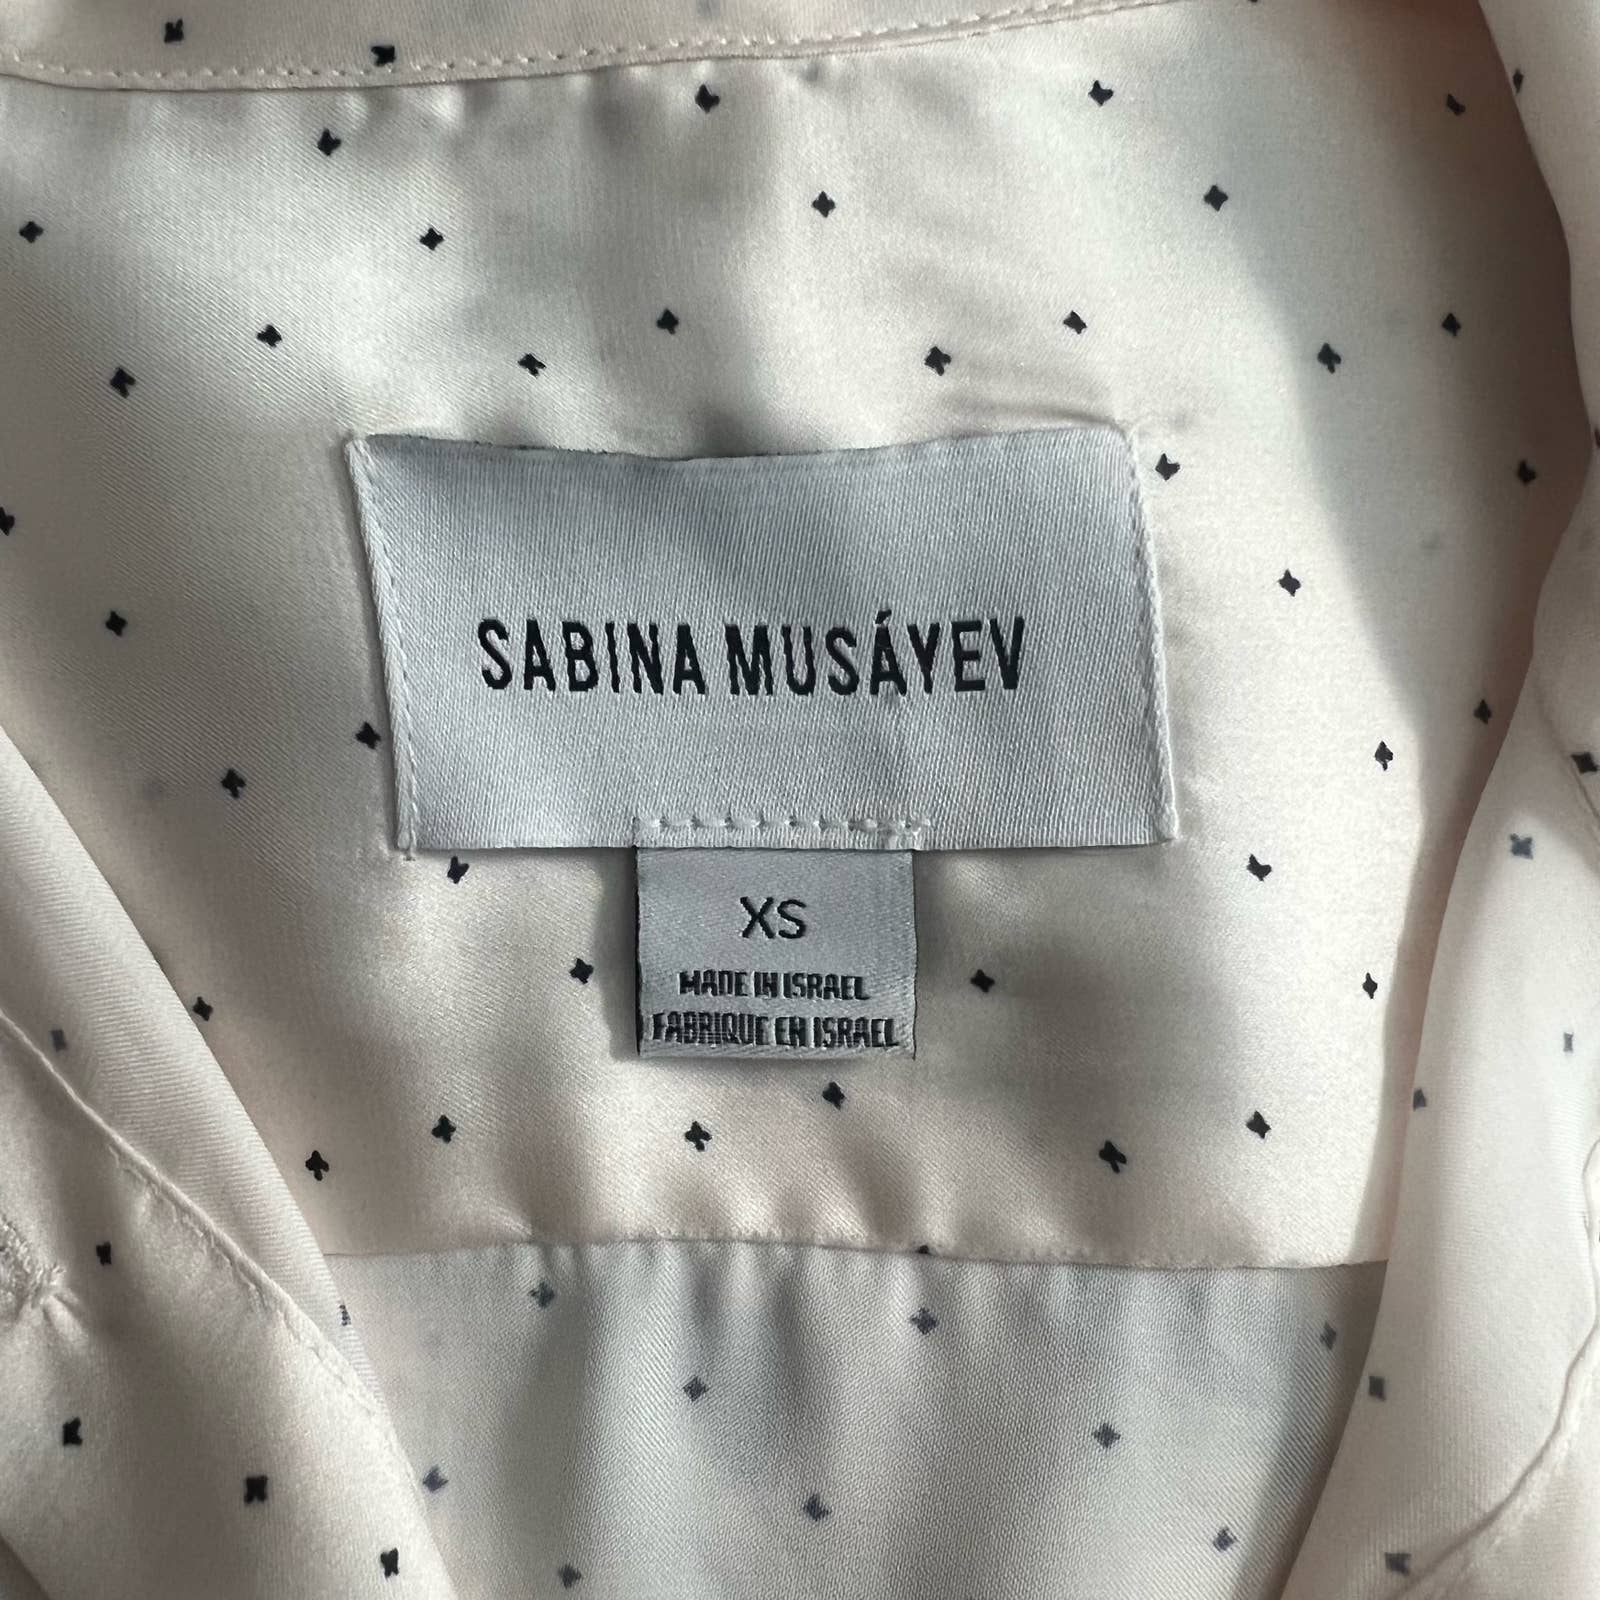 SABINA MUSÁYEV
XS
MADE IN ISRAEL
FABRIQUE EN ISRAEL